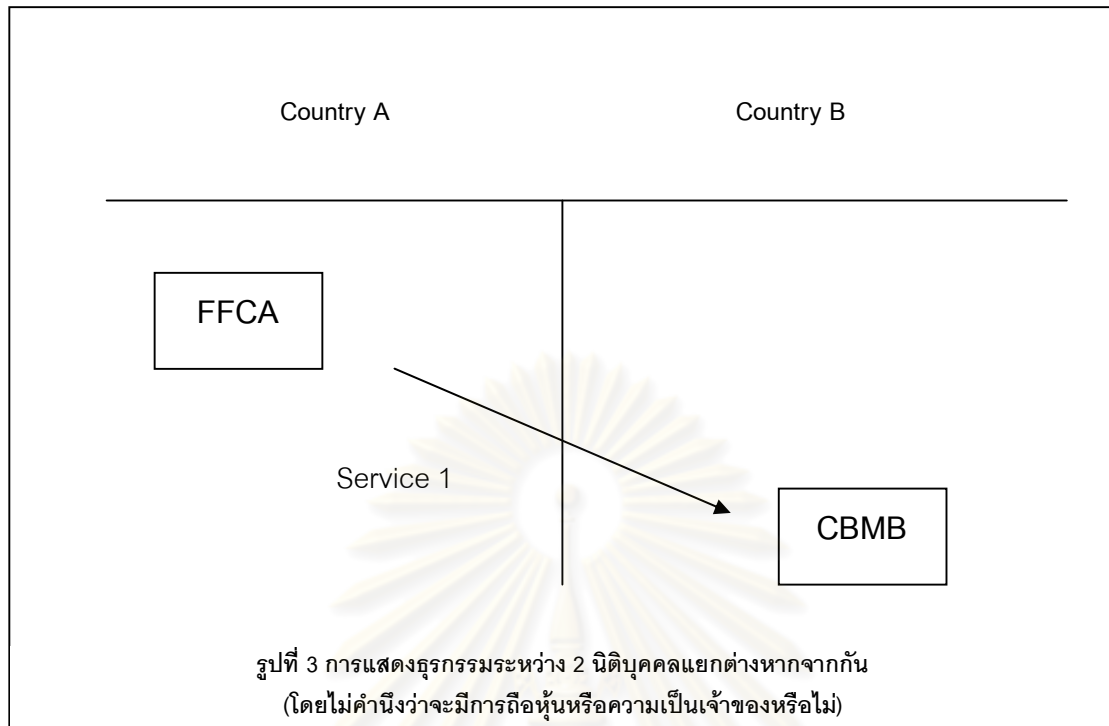 Country A
Country B
FFCA
Service 1
CBMB
รูปที่ 3 การแสดงธุรกรรมระหว่าง 2 นิติบุคคลแยกต่างหากจากกัน
(โดยไม่คำนึงว่าจะมีการถือหุ้นหรือความเป็นเจ้าของหรือไม่)